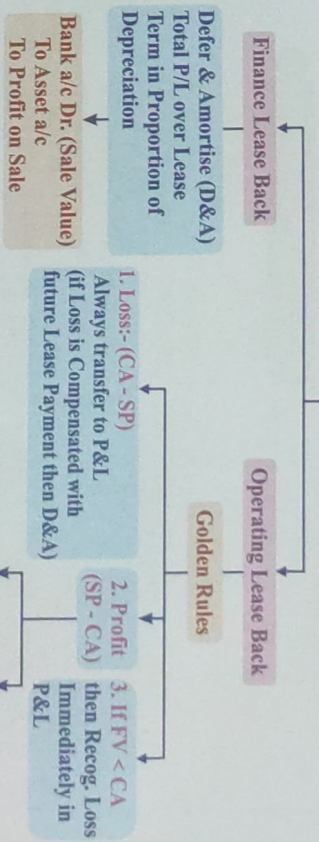 Finance Lease Back
Defer & Amortise (D&A)
Total P/L over Lease
Term in Proportion of
Depreciation
Bank a/c Dr. (Sale Value)
To Asset a/c
To Profit on Sale
Operating Lease Back
Golden Rules
1. Loss:- (CA - SP)
Always transfer to P&L
(if Loss is Compensated with
future Lease Payment then D&A)
2. Profit
(SP - CA)
3. If FV < CA
then Recog. Loss
Immediately in
P&L